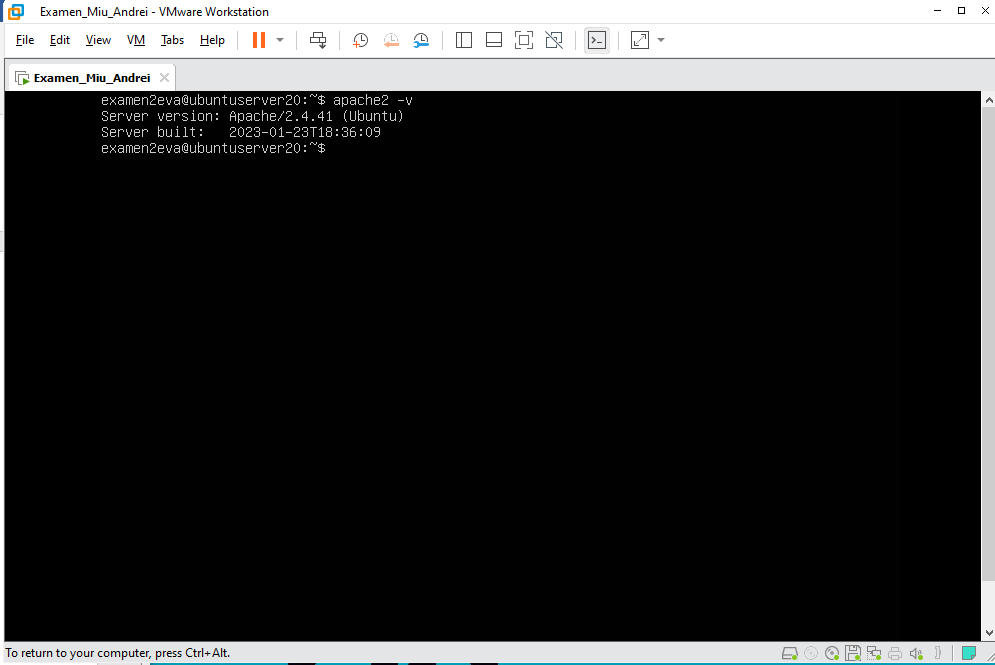 Examen_Miu_Andrei - VMware Workstation
File Edit View VM Tabs Help
Examen_Miu_Andrei
examen2eva@ubuntuserver20:~$ apache2 -v
Server version: Apache/2.4.41 (Ubuntu)
Server built:   2023-01-23T18:36:09
examen2eva@ubuntuserver20:~$
To return to your computer, press Ctrl+Alt.